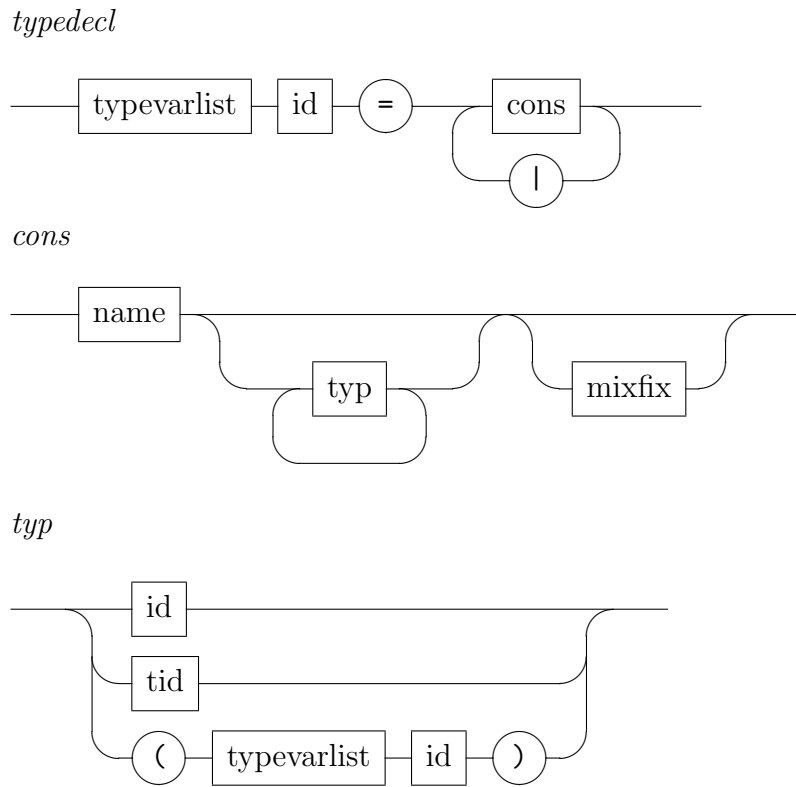 typedecl
typevarlist id = cons
|
cons
name
typ mixfix
typ
id
tid
( typevarlist id )